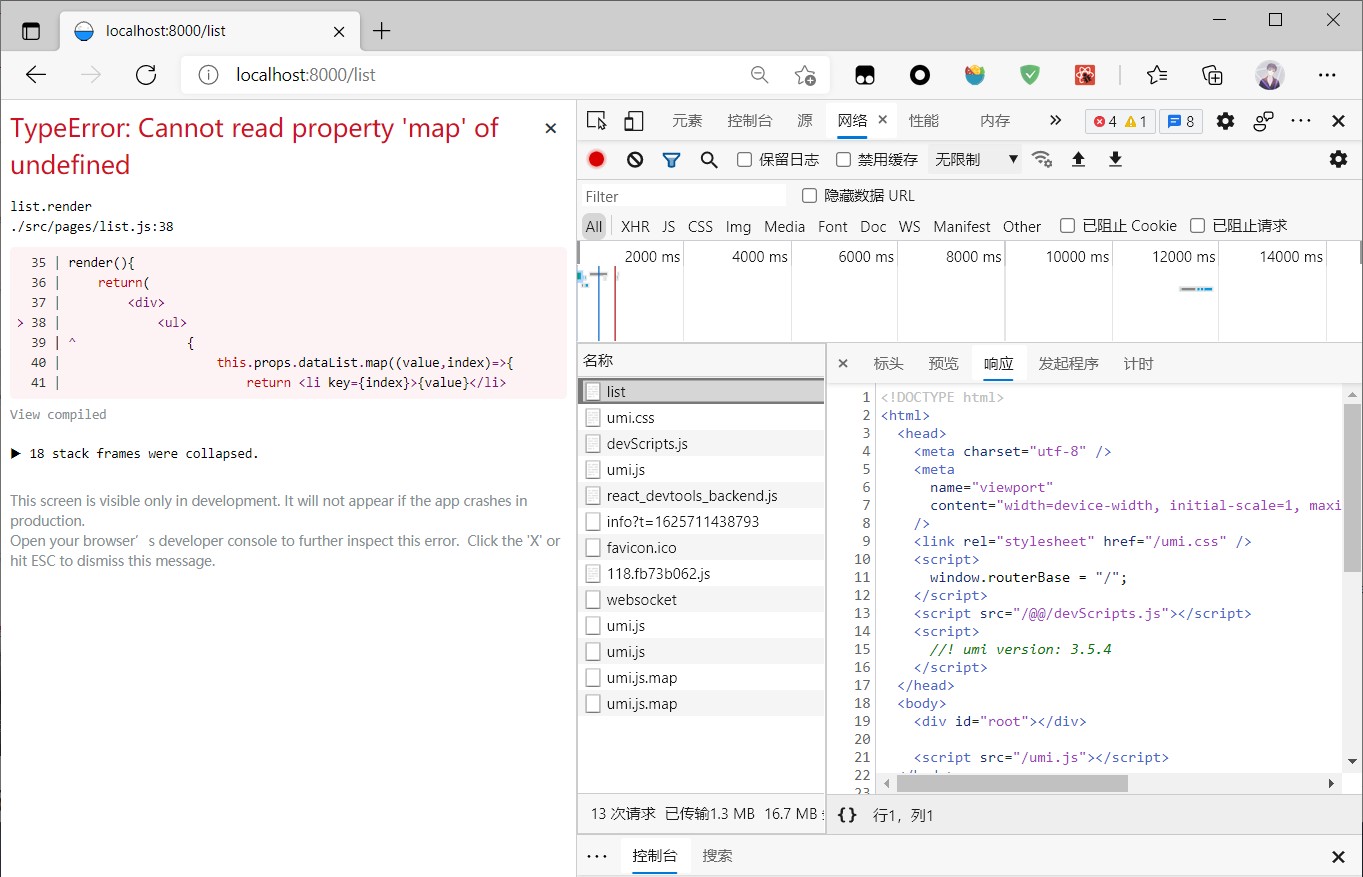 localhost:8000/list
localhost:8000/list
TypeError: Cannot read property 'map' of
undefined
list.render
./src/pages/list.js:38
35 | render(){
36 | return(
37 | <div>
> 38 | <ul>
39 | ^ {
40 | this.props.dataList.map((value,index)=>{
41 | return <li key={index}>{value}</li>
View compiled
▶ 18 stack frames were collapsed.
This screen is visible only in development. It will not appear if the app crashes in
production.
Open your browser's developer console to further inspect this error. Click the 'X' or
hit ESC to dismiss this message.
元素 控制台 源 网络 性能 内存 4 1 8
保留日志 禁用缓存 无限制
Filter 隐藏数据 URL
All XHR JS CSS Img Media Font Doc WS Manifest Other 已阻止 Cookie 已阻止请求
2000 ms 4000 ms 6000 ms 8000 ms 10000 ms 12000 ms 14000 ms
名称
list
umi.css
devScripts.js
umi.js
react_devtools_backend.js
info?t=1625711438793
favicon.ico
118.fb73b062.js
websocket
umi.js
umi.js
umi.js.map
umi.js.map
13 次请求 已传输1.3 MB 16.7 MB
标头 预览 响应 发起程序 计时
1 <!DOCTYPE html>
2 <html>
3 <head>
4 <meta charset="utf-8" />
5 <meta
6 name="viewport"
7 content="width=device-width, initial-scale=1, maxi
8 />
9 <link rel="stylesheet" href="/umi.css" />
10 <script>
11 window.routerBase = "/";
12 </script>
13 <script src="/@@/devScripts.js"></script>
14 <script>
15 //! umi version: 3.5.4
16 </script>
17 </head>
18 <body>
19 <div id="root"></div>
20
21 <script src="/umi.js"></script>
22
23
{} 行1，列1
控制台 搜索